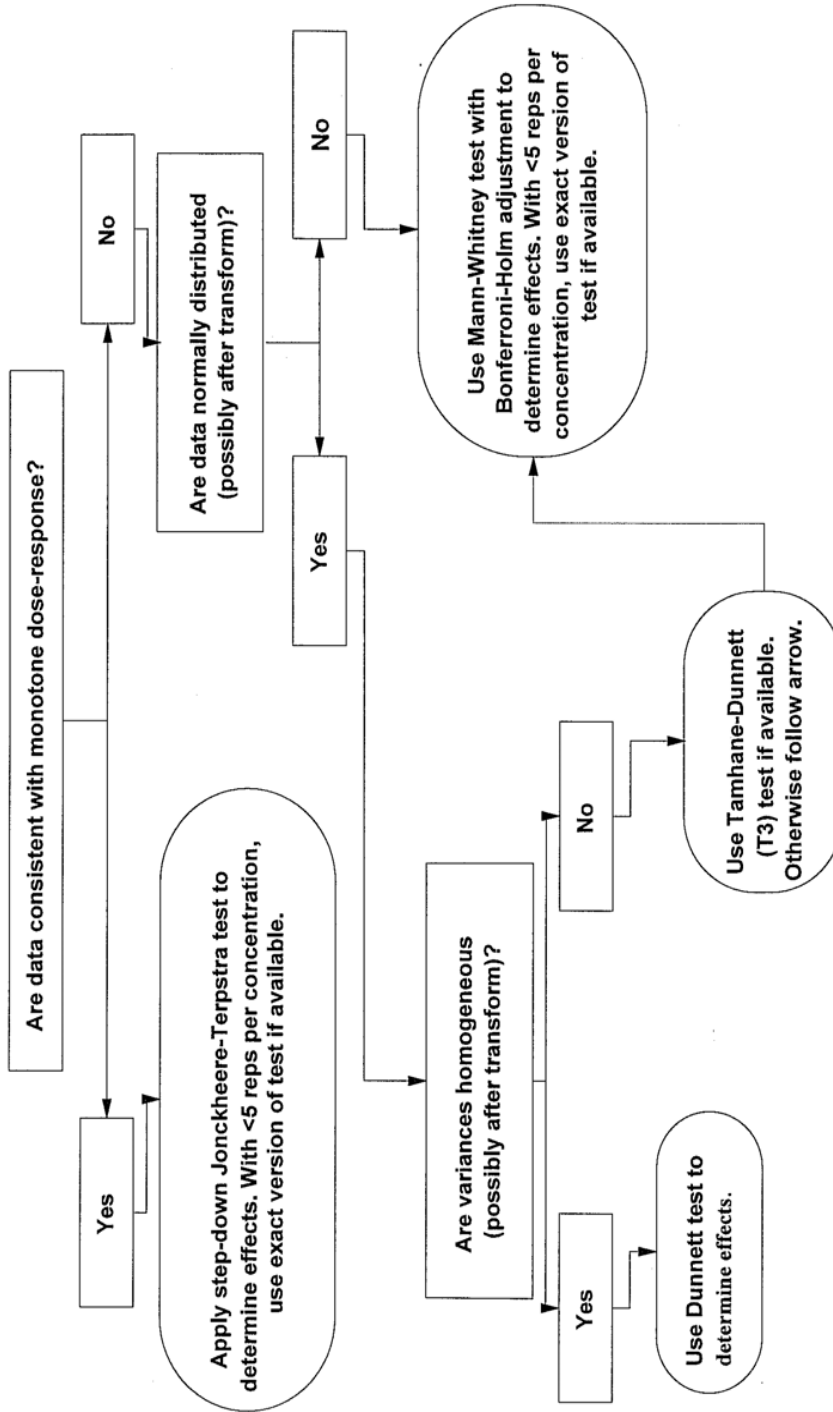 Are data consistent with monotone dose-response?
Yes
No
Apply step-down Jonckheere-Terpstra test to
determine effects. With <5 reps per concentration,
use exact version of test if available.
Are data normally distributed
(possibly after transform)?
Yes
No
Are variances homogeneous
(possibly after transform)?
Use Mann-Whitney test with
Bonferroni-Holm adjustment to
determine effects. With <5 reps per
concentration, use exact version of
test if available.
Yes
No
Use Dunnett test to
determine effects.
Use Tamhane-Dunnett
(T3) test if available.
Otherwise follow arrow.